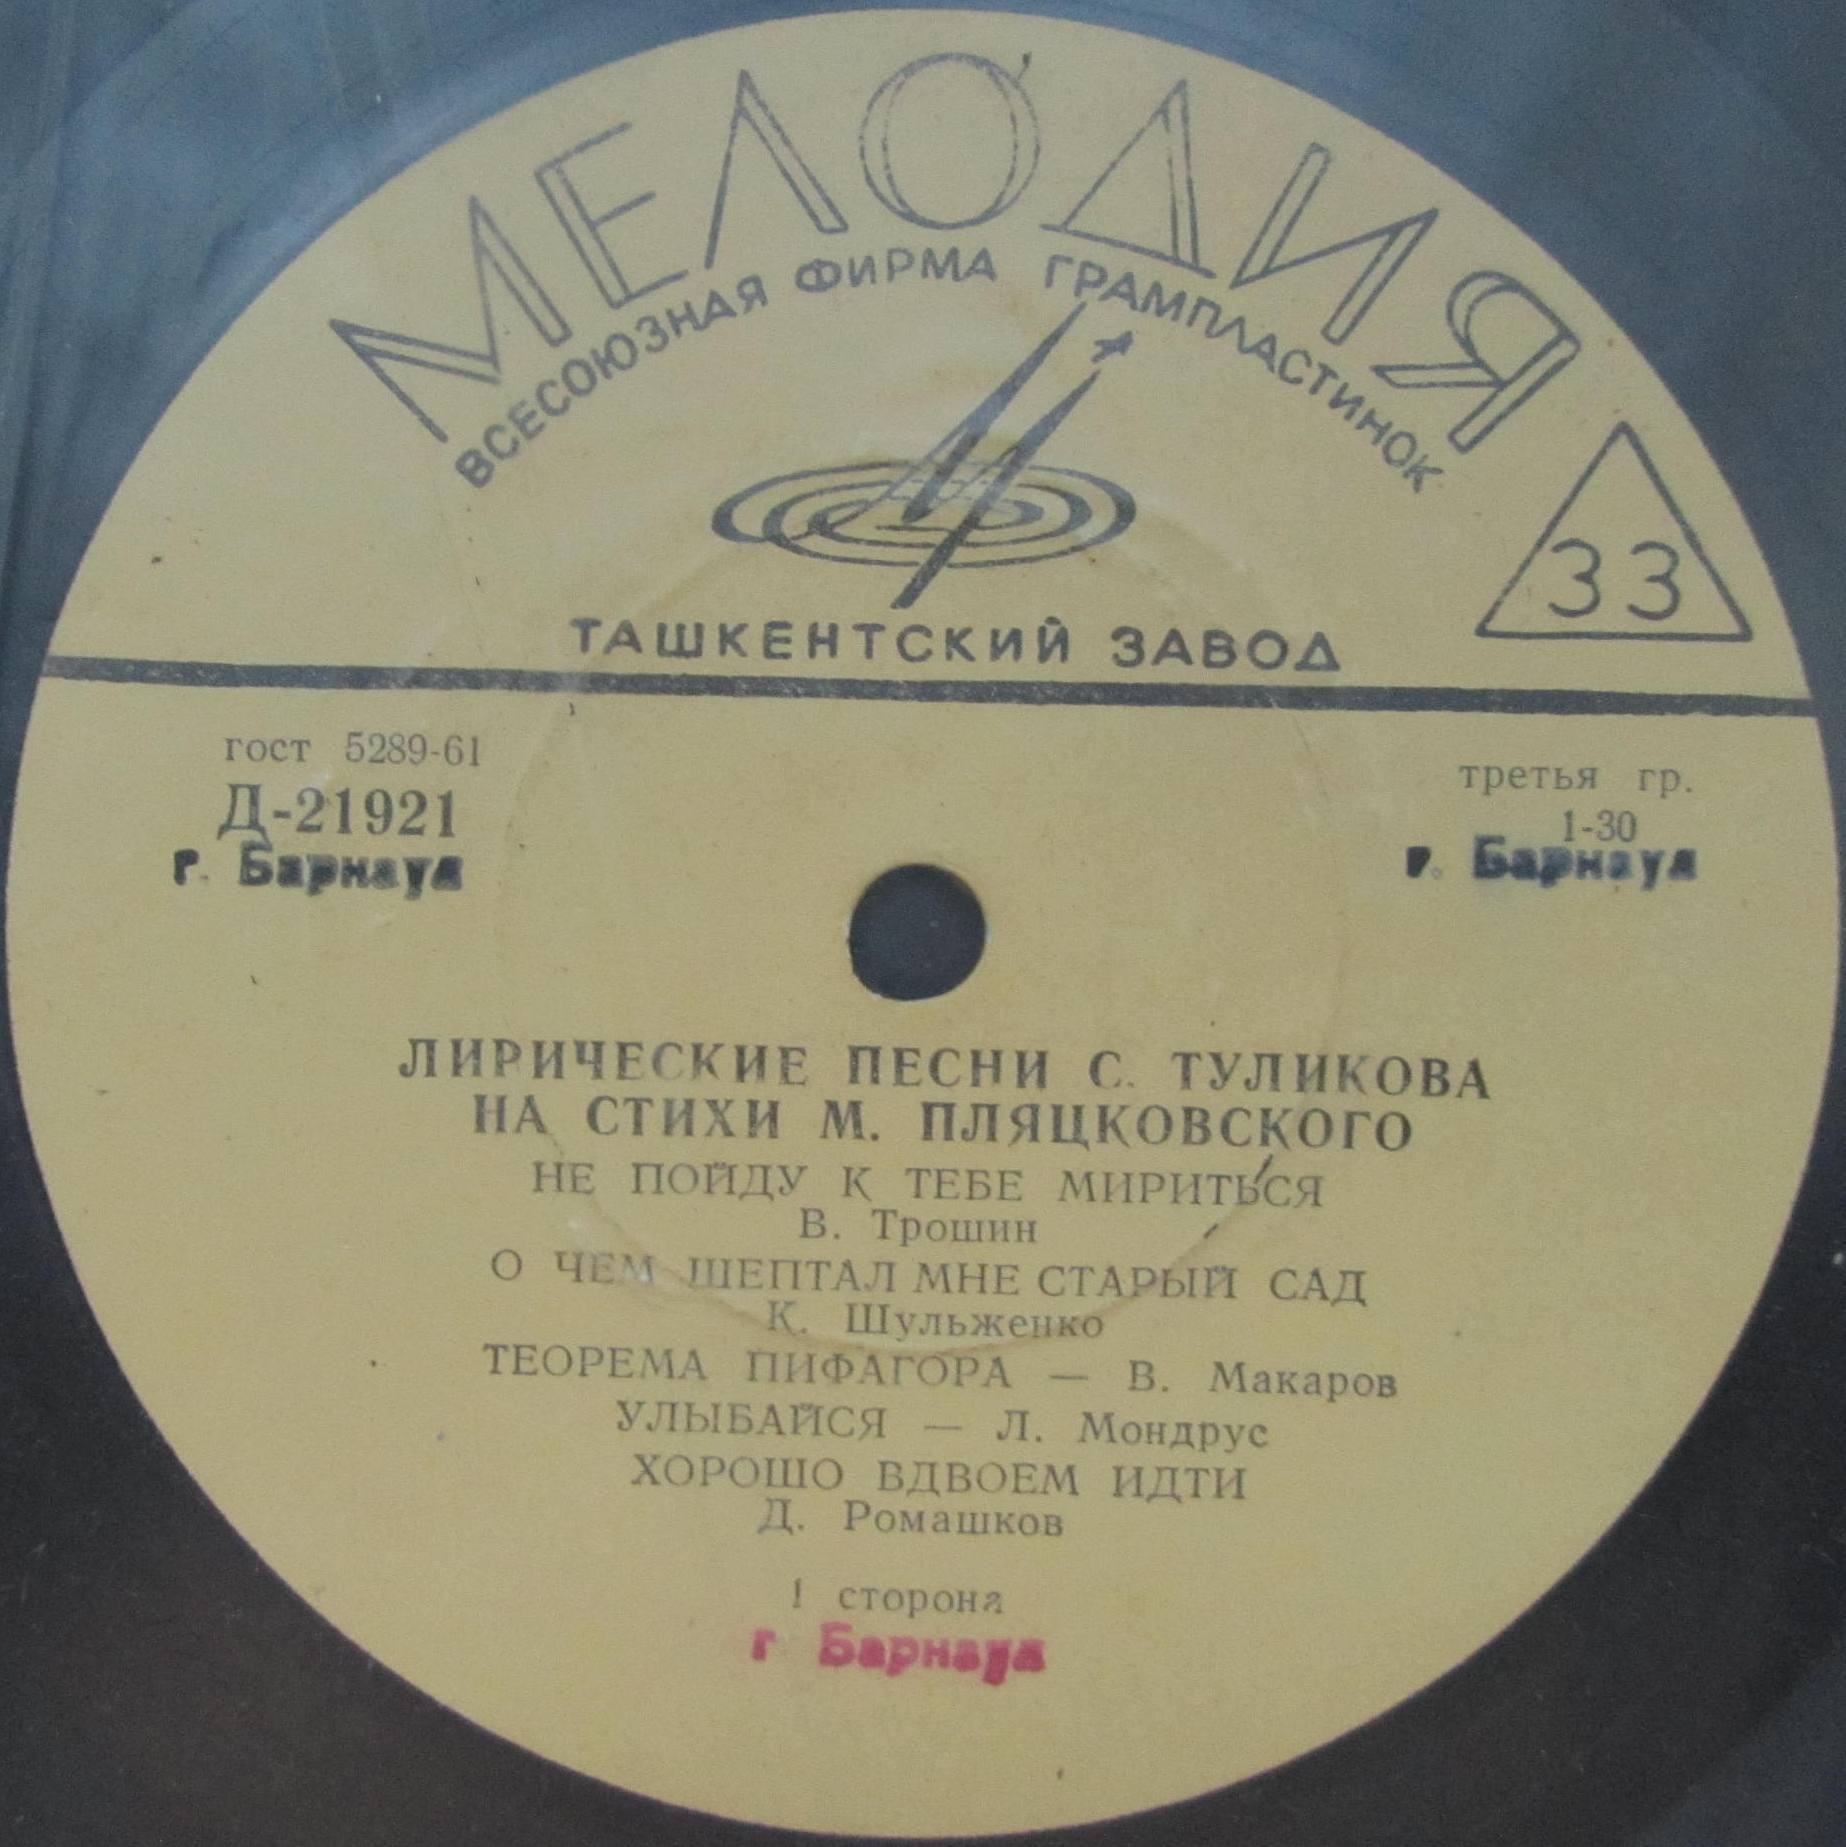 МЕЛОДИЯ
ВСЕСОЮЗНАЯ ФИРМА ГРАМПЛАСТИНОК
33
ТАШКЕНТСКИЙ ЗАВОД
гост 5289-61
Д-21921
г. Барнаул
третья гр.
1-30
г. Барнаул
ЛИРИЧЕСКИЕ ПЕСНИ С. ТУЛИКОВА
НА СТИХИ М. ПЛЯЦКОВСКОГО
НЕ ПОЙДУ К ТЕБЕ МИРИТЬСЯ
В. Трошин
О ЧЕМ ШЕПТАЛ МНЕ СТАРЫЙ САД
К. Шульженко
ТЕОРЕМА ПИФАГОРА — В. Макаров
УЛЫБАЙСЯ — Л. Мондрус
ХОРОШО ВДВОЕМ ИДТИ
Д. Ромашков
1 сторона
г Барнаул